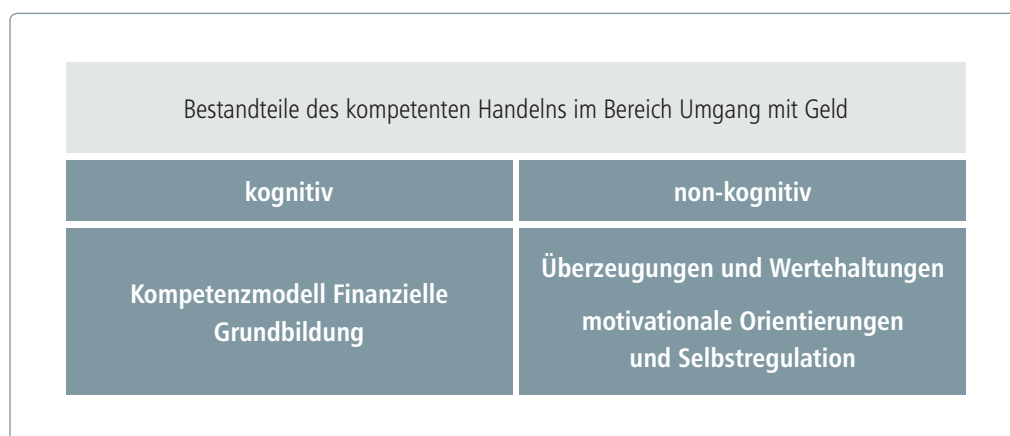 Bestandteile des kompetenten Handelns im Bereich Umgang mit Geld
kognitiv
non-kognitiv
Kompetenzmodell Finanzielle
Grundbildung
Überzeugungen und Wertehaltungen
motivationale Orientierungen
und Selbstregulation